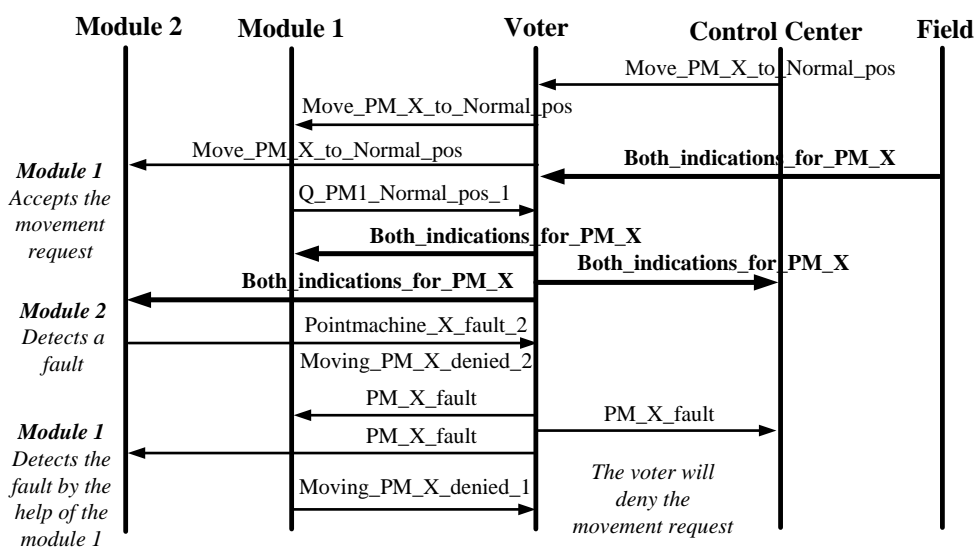 Module 2 Module 1 Voter Control Center Field
Move_PM_X_to_Normal_pos
Move_PM_X_to_Normal_pos
Move_PM_X_to_Normal_pos
Both_indications_for_PM_X
Module 1
Accepts the
movement
request
Q_PM1_Normal_pos_1
Both_indications_for_PM_X
Both_indications_for_PM_X
Both_indications_for_PM_X
Module 2
Detects a
fault
Pointmachine_X_fault_2
Moving_PM_X_denied_2
PM_X_fault
PM_X_fault
PM_X_fault
Module 1
Detects the
fault by the
help of the
module 1
Moving_PM_X_denied_1
The voter will
deny the
movement request